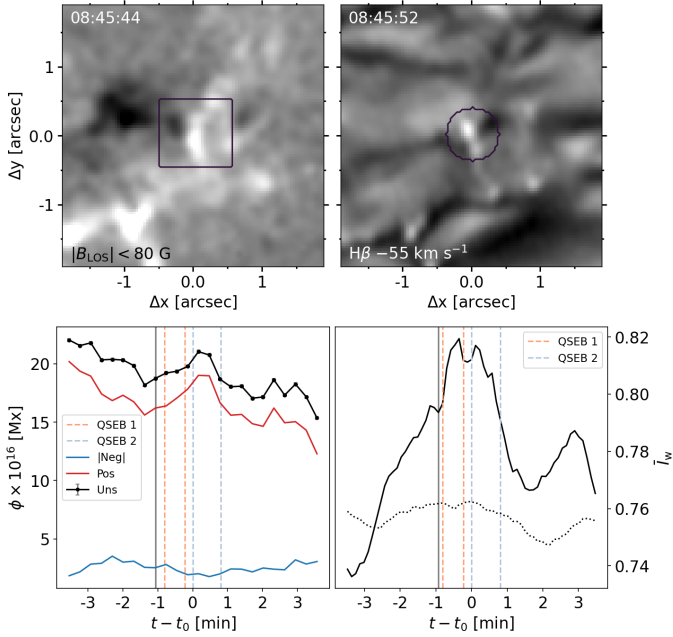 08:45:44
08:45:52
|B_LOS| < 80 G
Hβ −55 km s⁻¹
Δy [arcsec]
1
0.0
-1
-1
0.0
1
-1
0.0
1
Δx [arcsec]
Δx [arcsec]
ϕ × 10¹⁶ [Mx]
20
15
10
5
QSEB 1
QSEB 2
|Neg|
Pos
Uns
QSEB 1
QSEB 2
0.82
0.80
0.78
0.76
0.74
Ī_w
-3
-2
-1
0
1
2
3
-3
-2
-1
0
1
2
3
t − t₀ [min]
t − t₀ [min]